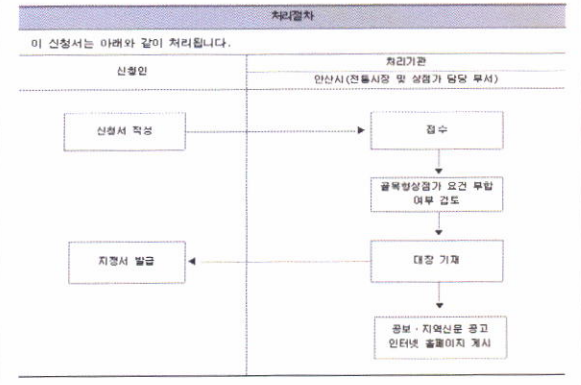 처리절차
이 신청서는 아래와 같이 처리됩니다.
신청인
처리기관
안산시(전통시장 및 상점가 담당 부서)
신청서 작성
접수
골목형상점가 요건 부합
여부 검토
지정서 발급
대장 기재
공보·지역신문 공고
인터넷 홈페이지 게시